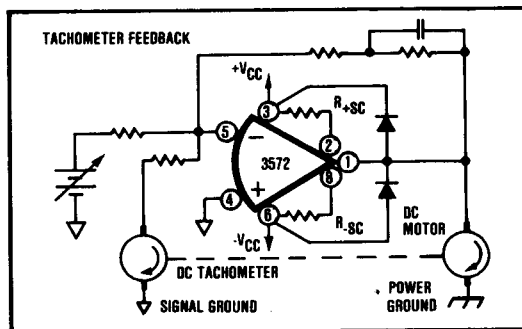 TACHOMETER FEEDBACK
+VCC
R+SC
3
5
−
2
3572
1
4
+
8
6
R-SC
-VCC
DC
MOTOR
DC TACHOMETER
SIGNAL GROUND
POWER
GROUND